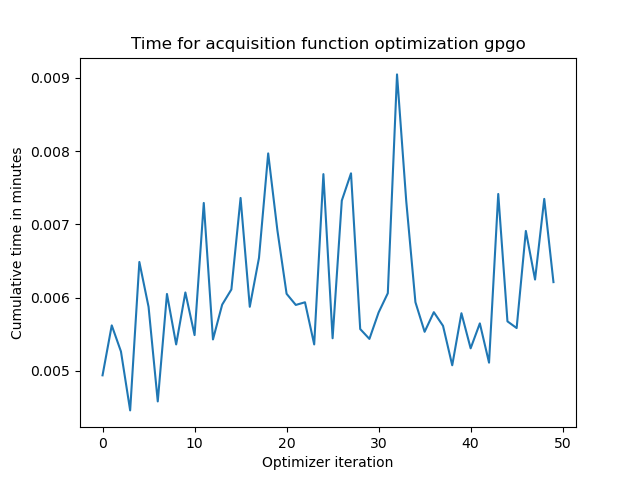 Time for acquisition function optimization gpgo
0.009
0.008
0.007
0.006
0.005
Cumulative time in minutes
0 10 20 30 40 50
Optimizer iteration